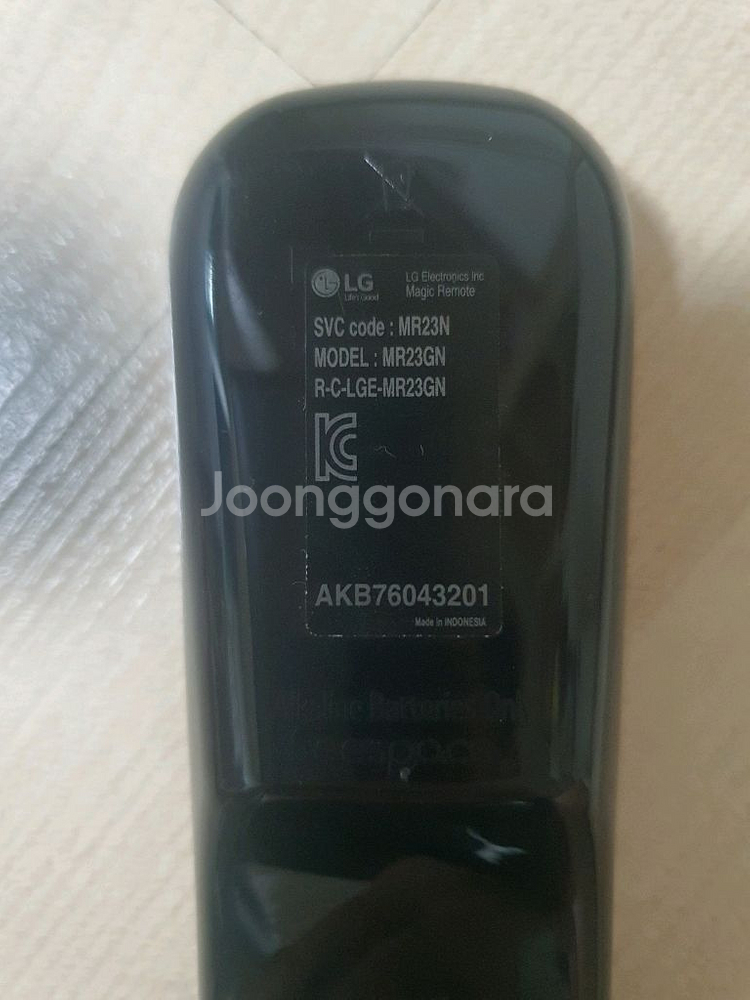 LG
Life's Good
LG Electronics Inc
Magic Remote
SVC code : MR23N
MODEL : MR23GN
R-C-LGE-MR23GN
Joonggonara
AKB76043201
Made in INDONESIA
Batteries